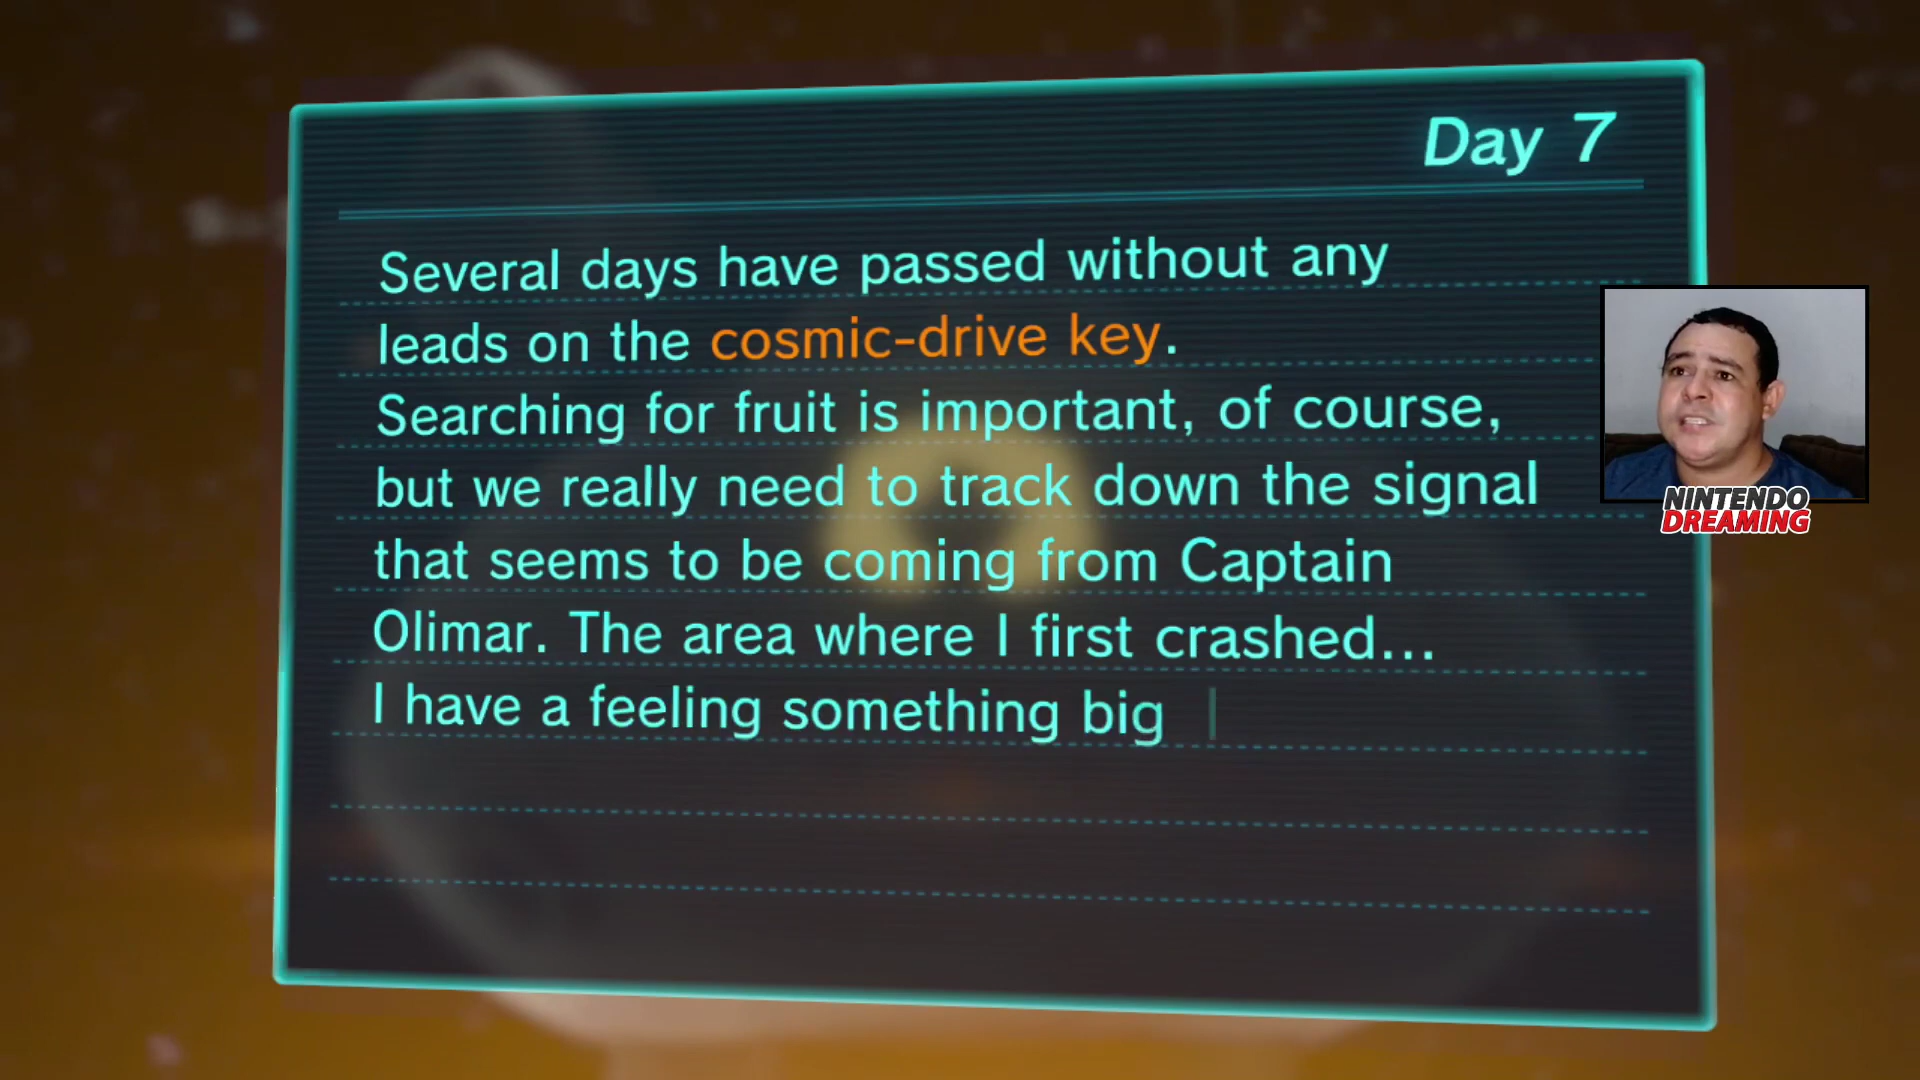 Day 7
Several days have passed without any
leads on the cosmic-drive key.
Searching for fruit is important, of course,
but we really need to track down the signal
that seems to be coming from Captain
Olimar. The area where I first crashed...
I have a feeling something big
NINTENDO
DREAMING